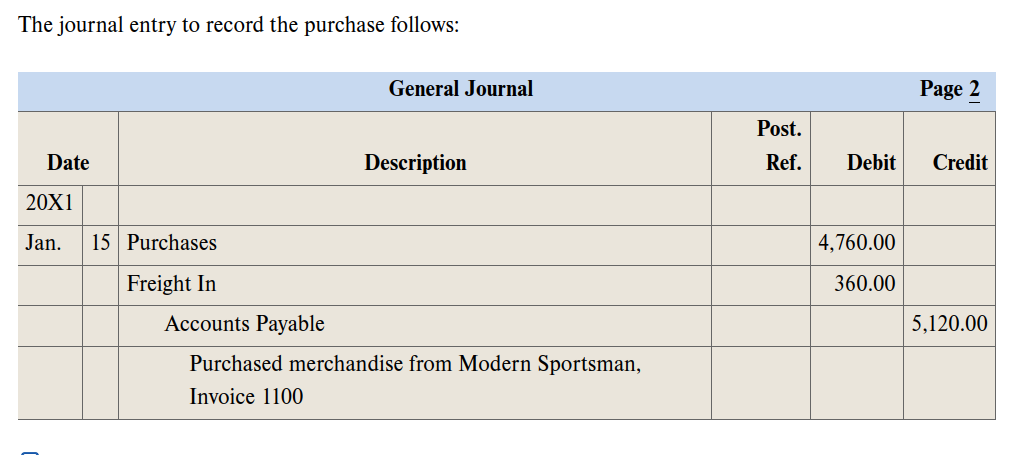 The journal entry to record the purchase follows:
General Journal Page 2
Post.
Date Description Ref. Debit Credit
20X1
Jan. 15 Purchases 4,760.00
Freight In 360.00
Accounts Payable 5,120.00
Purchased merchandise from Modern Sportsman,
Invoice 1100